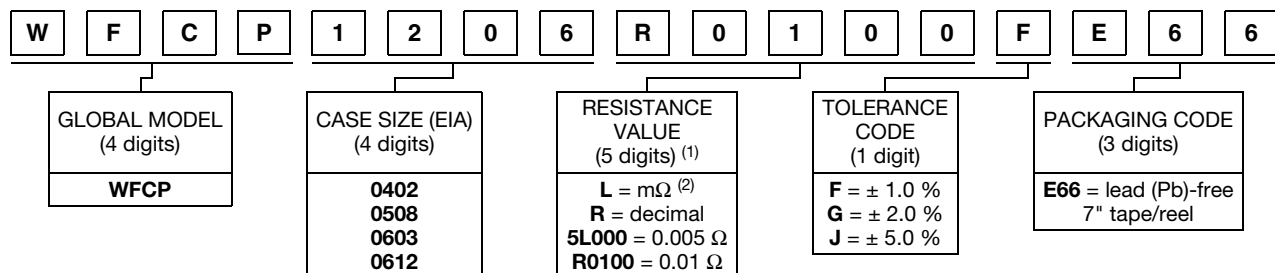 W F C P 1 2 0 6 R 0 1 0 0 F E 6 6
GLOBAL MODEL
(4 digits)
WFCP
CASE SIZE (EIA)
(4 digits)
0402
0508
0603
0612
RESISTANCE
VALUE
(5 digits) (1)
L = mΩ (2)
R = decimal
5L000 = 0.005 Ω
R0100 = 0.01 Ω
TOLERANCE
CODE
(1 digit)
F = ± 1.0 %
G = ± 2.0 %
J = ± 5.0 %
PACKAGING CODE
(3 digits)
E66 = lead (Pb)-free
7" tape/reel